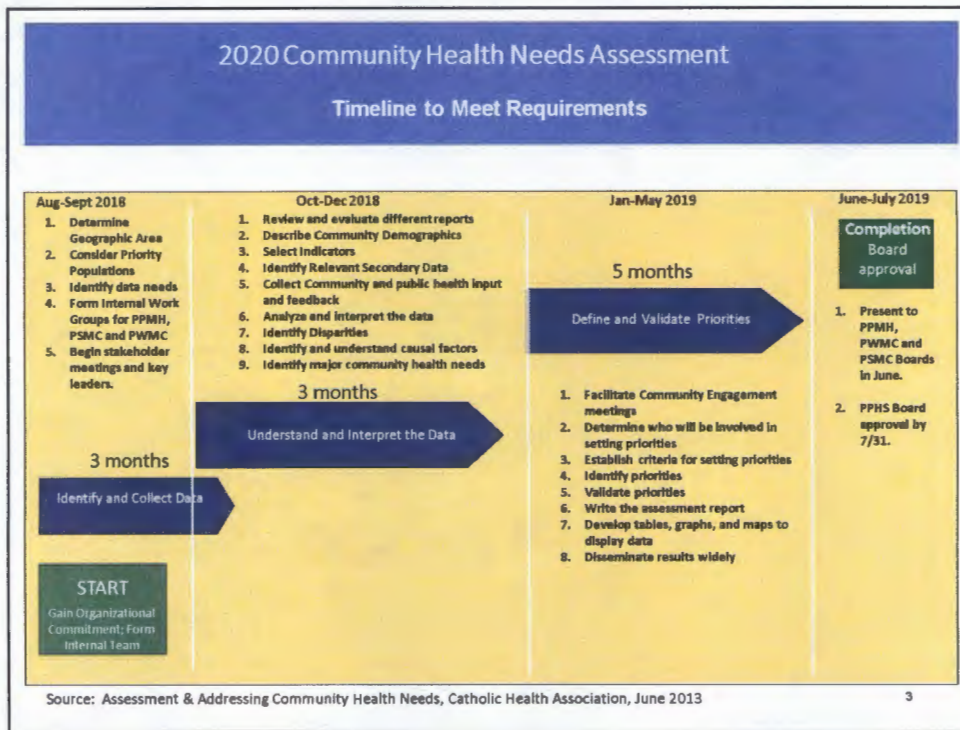 2020 Community Health Needs Assessment
Timeline to Meet Requirements
Aug-Sept 2018
1. Determine
Geographic Area
2. Consider Priority
Populations
3. Identify data needs
4. Form Internal Work
Groups for PPMH,
PSMC and PWMC
5. Begin stakeholder
meetings and key
leaders.
3 months
Identify and Collect Data
START
Gain Organizational
Commitment; Form
Internal Team
Oct-Dec 2018
1. Review and evaluate different reports
2. Describe Community Demographics
3. Select Indicators
4. Identify Relevant Secondary Data
5. Collect Community and public health input
and feedback
6. Analyze and interpret the data
7. Identify Disparities
8. Identify and understand causal factors
9. Identify major community health needs
3 months
Understand and Interpret the Data
Jan-May 2019
5 months
Define and Validate Priorities
1. Facilitate Community Engagement
meetings
2. Determine who will be involved in
setting priorities
3. Establish criteria for setting priorities
4. Identify priorities
5. Validate priorities
6. Write the assessment report
7. Develop tables, graphs, and maps to
display data
8. Disseminate results widely
June-July 2019
Completion
Board
approval
1. Present to
PPMH,
PWMC and
PSMC Boards
in June.
2. PPHS Board
approval by
7/31.
Source: Assessment & Addressing Community Health Needs, Catholic Health Association, June 2013
3